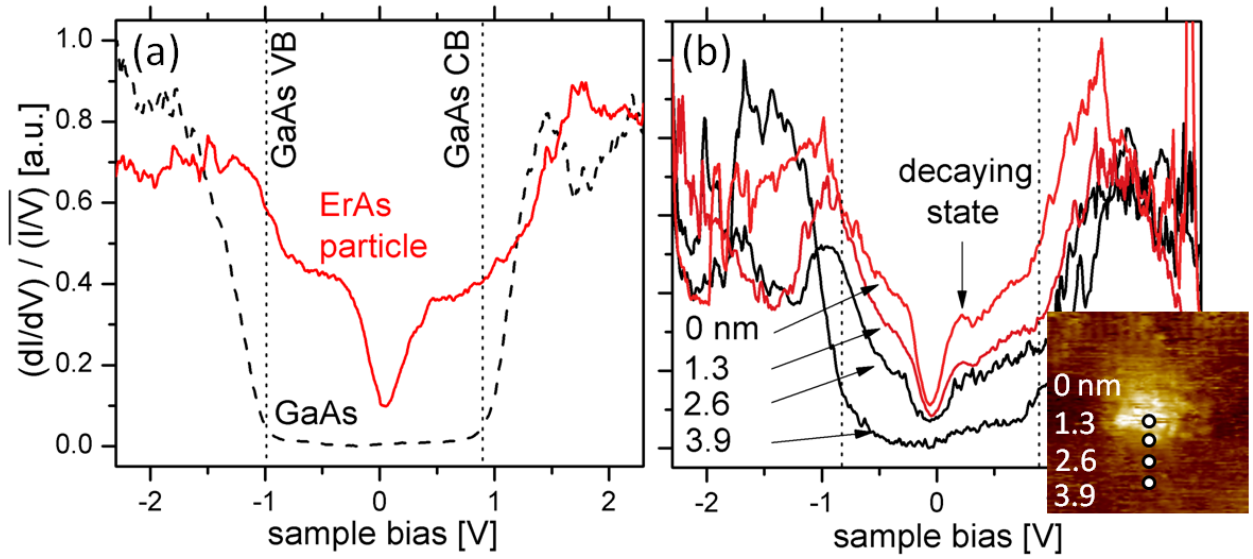 (a)
(b)
1.0
0.8
0.6
0.4
0.2
0.0
(dI/dV) / (I/V) [a.u.]
GaAs VB
GaAs CB
ErAs
particle
GaAs
-2
-1
0
1
2
sample bias [V]
decaying
state
0 nm
1.3
2.6
3.9
-2
-1
0
sample bias [V]
0 nm
1.3
2.6
3.9